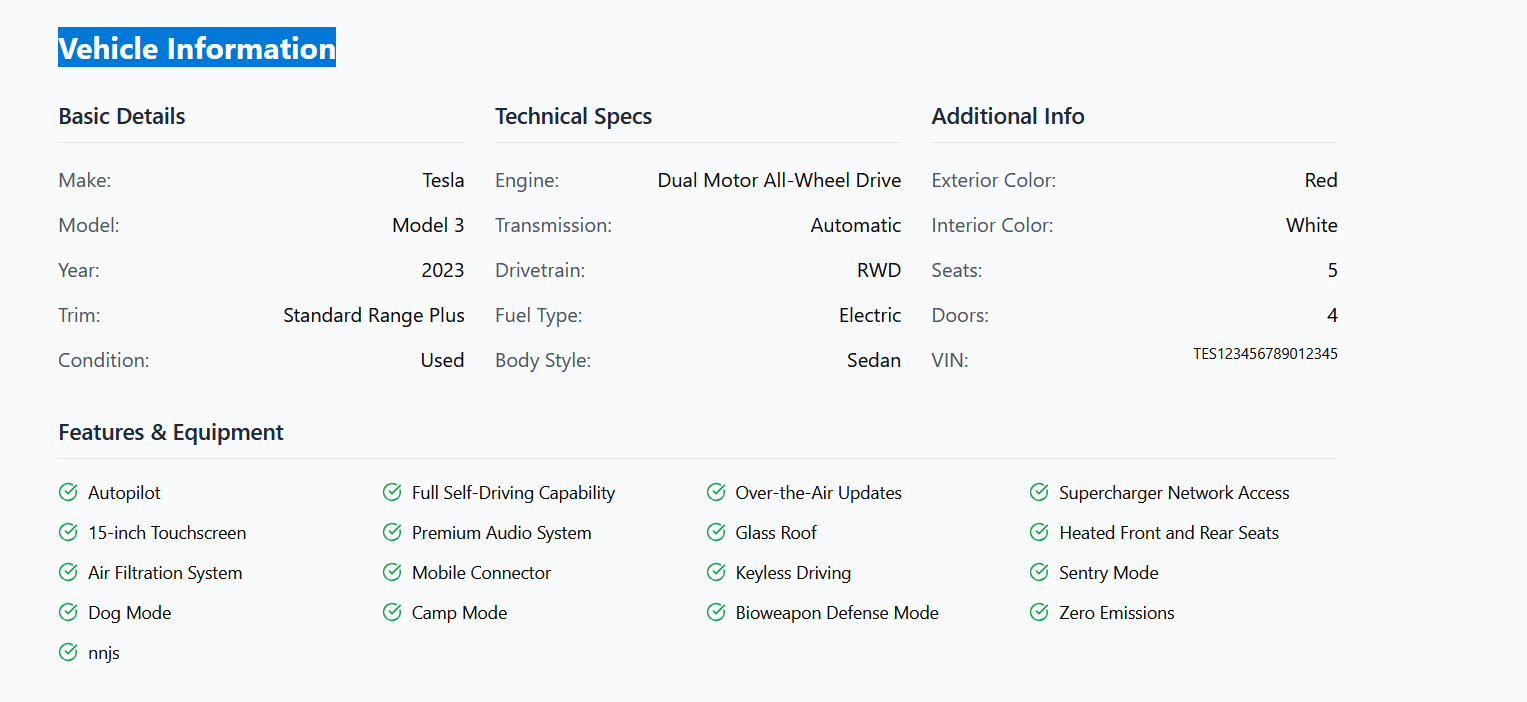 Vehicle Information
Basic Details
Make: Tesla
Model: Model 3
Year: 2023
Trim: Standard Range Plus
Condition: Used
Technical Specs
Engine: Dual Motor All-Wheel Drive
Transmission: Automatic
Drivetrain: RWD
Fuel Type: Electric
Body Style: Sedan
Additional Info
Exterior Color: Red
Interior Color: White
Seats: 5
Doors: 4
VIN: TES123456789012345
Features & Equipment
Autopilot Full Self-Driving Capability Over-the-Air Updates Supercharger Network Access
15-inch Touchscreen Premium Audio System Glass Roof Heated Front and Rear Seats
Air Filtration System Mobile Connector Keyless Driving Sentry Mode
Dog Mode Camp Mode Bioweapon Defense Mode Zero Emissions
nnjs